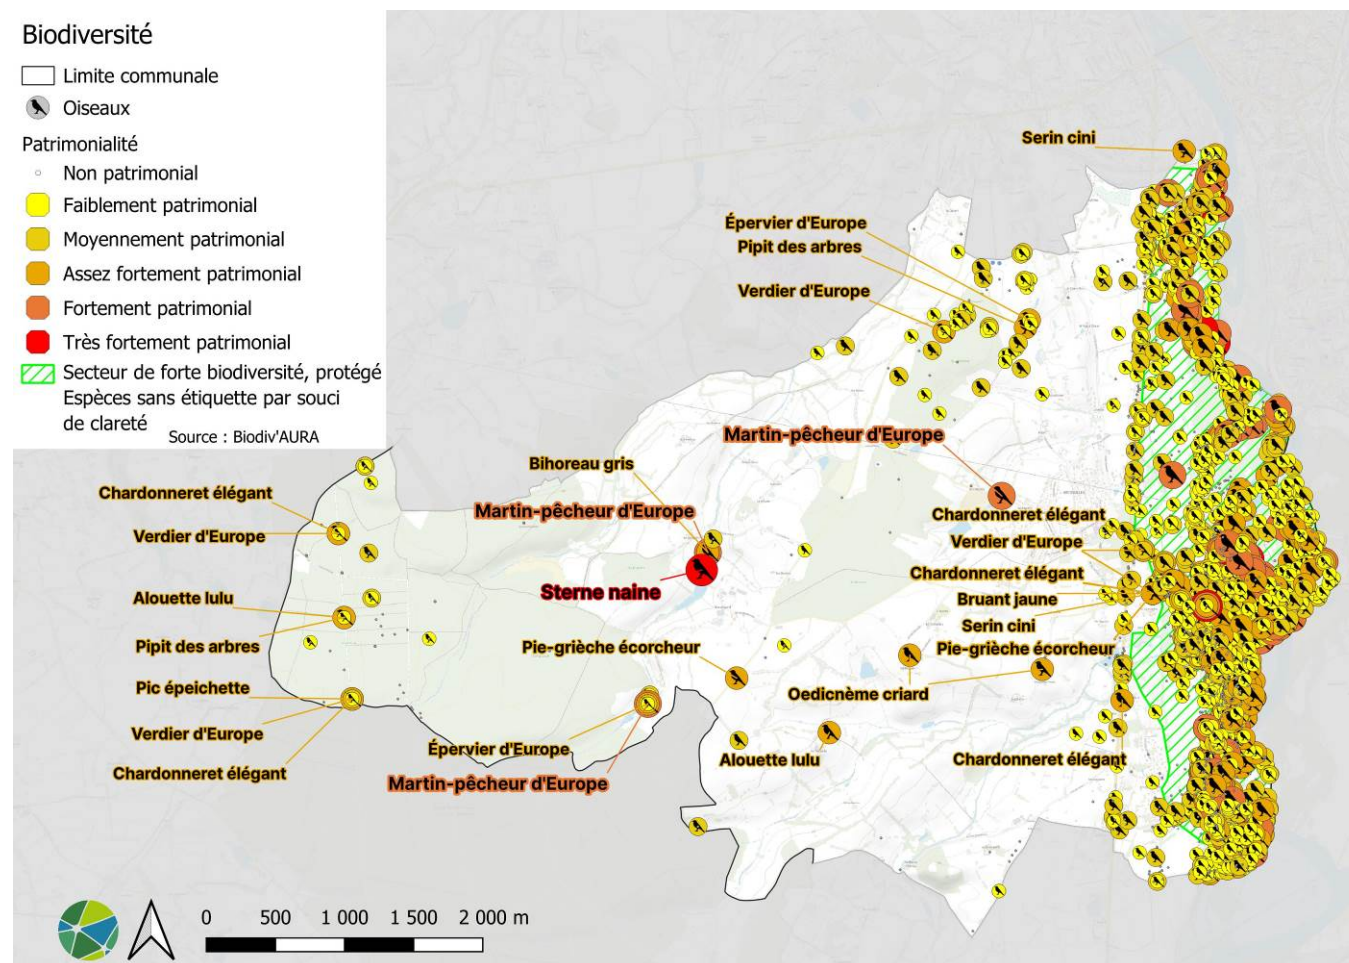 Biodiversité
Limite communale
Oiseaux
Patrimonialité
Non patrimonial
Faiblement patrimonial
Moyennement patrimonial
Assez fortement patrimonial
Fortement patrimonial
Très fortement patrimonial
Secteur de forte biodiversité, protégé
Espèces sans étiquette par souci
de clareté
Source : Biodiv'AURA
Serin cini
Épervier d'Europe
Pipit des arbres
Verdier d'Europe
Martin-pêcheur d'Europe
Bihoreau gris
Martin-pêcheur d'Europe
Sterne naine
Chardonneret élégant
Verdier d'Europe
Alouette lulu
Pipit des arbres
Pic épeichette
Verdier d'Europe
Chardonneret élégant
Chardonneret élégant
Verdier d'Europe
Chardonneret élégant
Bruant jaune
Serin cini
Pie-grièche écorcheur
Pie-grièche écorcheur
Oedicnème criard
Épervier d'Europe
Martin-pêcheur d'Europe
Alouette lulu
Chardonneret élégant
0 500 1 000 1 500 2 000 m